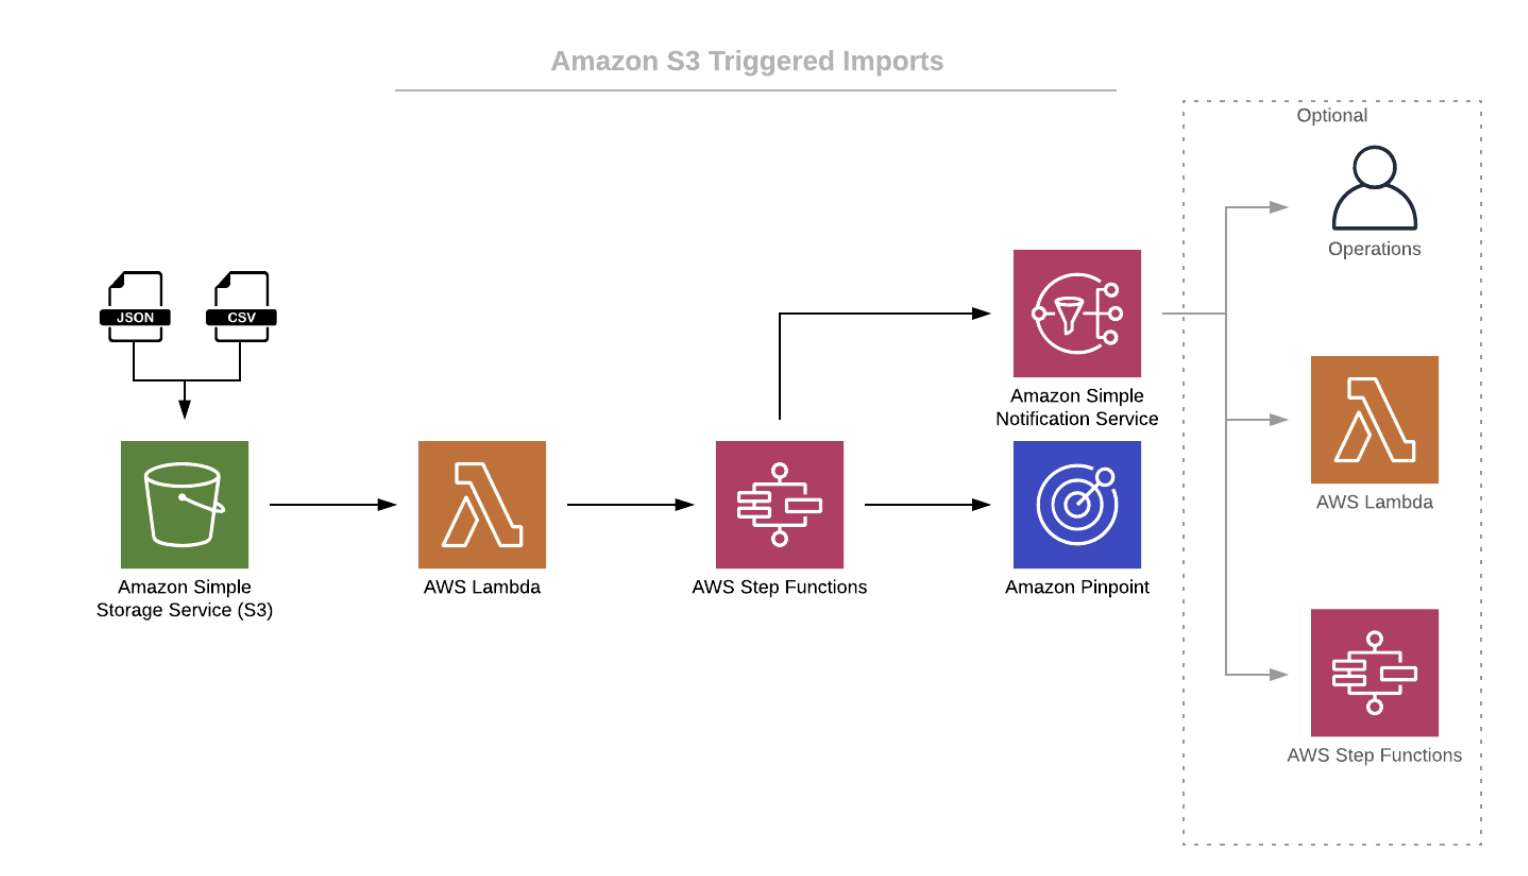 Amazon S3 Triggered Imports
Optional
Operations
JSON
CSV
Amazon Simple
Notification Service
AWS Lambda
Amazon Simple
Storage Service (S3)
AWS Lambda
AWS Step Functions
Amazon Pinpoint
AWS Step Functions